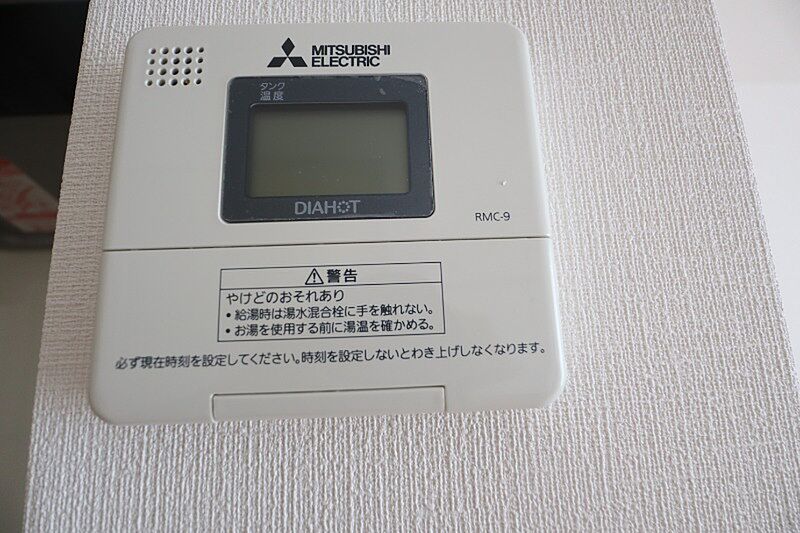 MITSUBISHI
ELECTRIC
タンク
温度
DIAHOT
RMC-9
⚠警告
やけどのおそれあり
・給湯時は湯水混合栓に手を触れない。
・お湯を使用する前に湯温を確かめる。
必ず現在時刻を設定してください。時刻を設定しないとわき上げしなくなります。